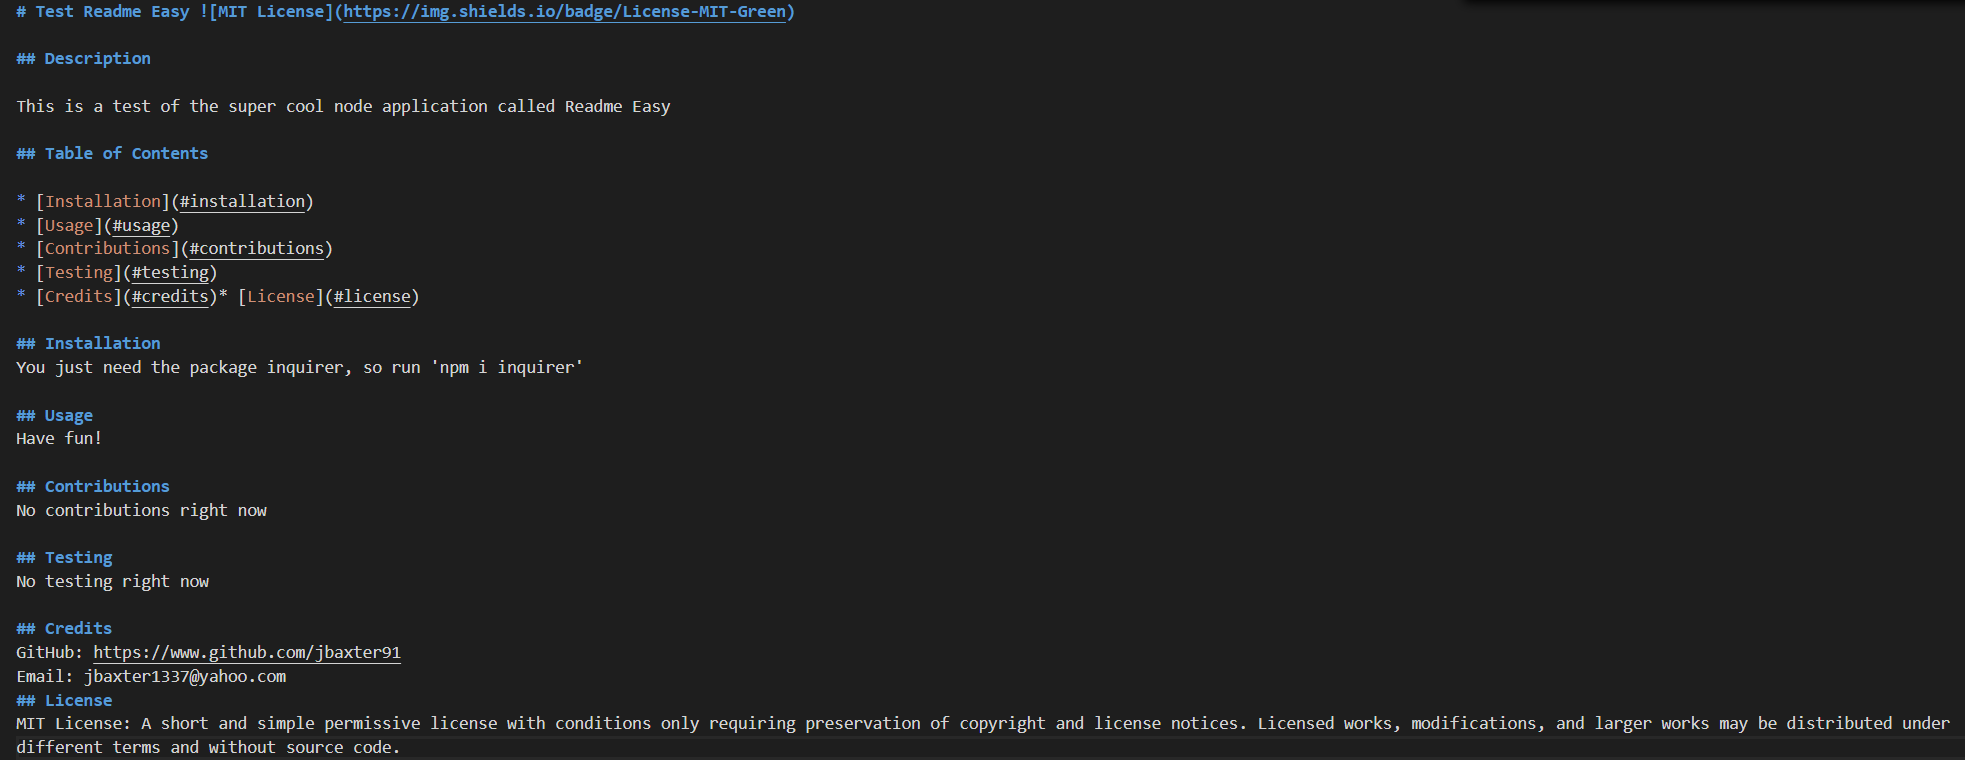 # Test Readme Easy ![MIT License](https://img.shields.io/badge/License-MIT-Green)
## Description
This is a test of the super cool node application called Readme Easy
## Table of Contents
* [Installation](#installation)
* [Usage](#usage)
* [Contributions](#contributions)
* [Testing](#testing)
* [Credits](#credits)* [License](#license)
## Installation
You just need the package inquirer, so run 'npm i inquirer'
## Usage
Have fun!
## Contributions
No contributions right now
## Testing
No testing right now
## Credits
GitHub: https://www.github.com/jbaxter91
Email: jbaxter1337@yahoo.com
## License
MIT License: A short and simple permissive license with conditions only requiring preservation of copyright and license notices. Licensed works, modifications, and larger works may be distributed under
different terms and without source code.